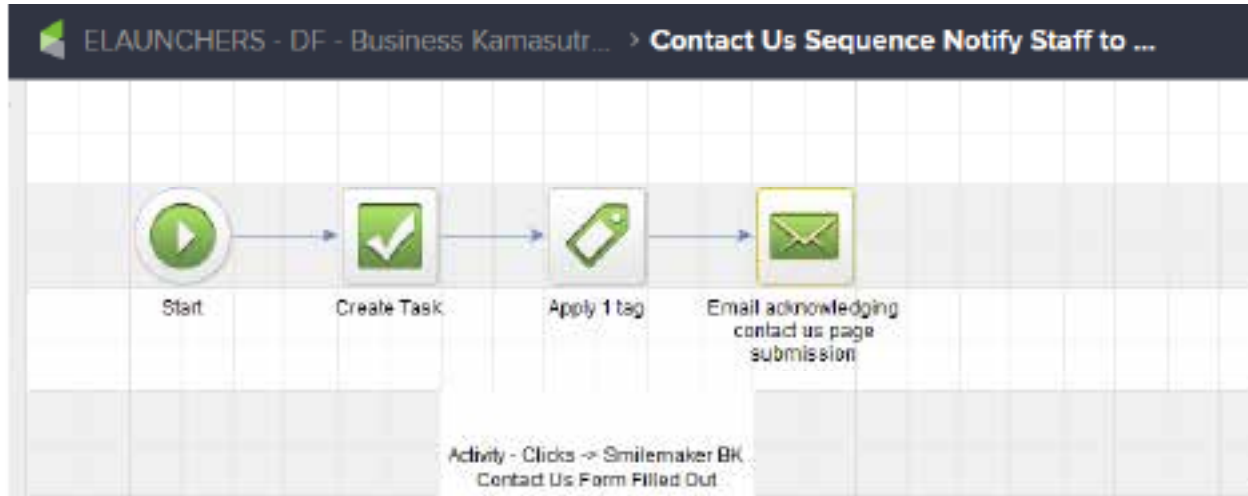 ELAUNCHERS - DF - Business Kamasutr... > Contact Us Sequence Notify Staff to ...
Start
Create Task
Apply 1 tag
Email acknowledging
contact us page
submission
Activity - Clicks -> Smilemaker BK
Contact Us Form Filled Out